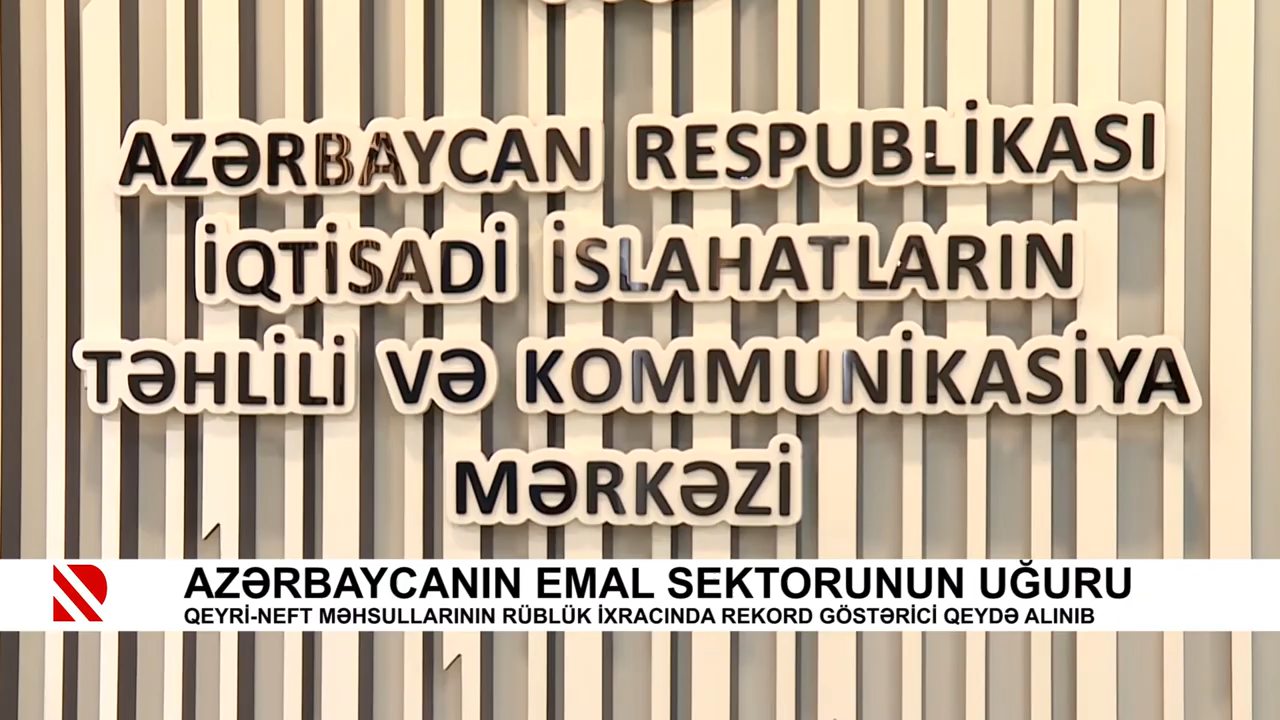 AZƏRBAYCAN RESPUBLİKASI
İQTİSADİ İSLAHATLARIN
TƏHLİLİ VƏ KOMMUNİKASİYA
MƏRKƏZİ
AZƏRBAYCANIN EMAL SEKTORUNUN UĞURU
QEYRİ-NEFT MƏHSULLARININ RÜBLÜK İXRACINDA REKORD GÖSTƏRİCİ QEYDƏ ALINIB